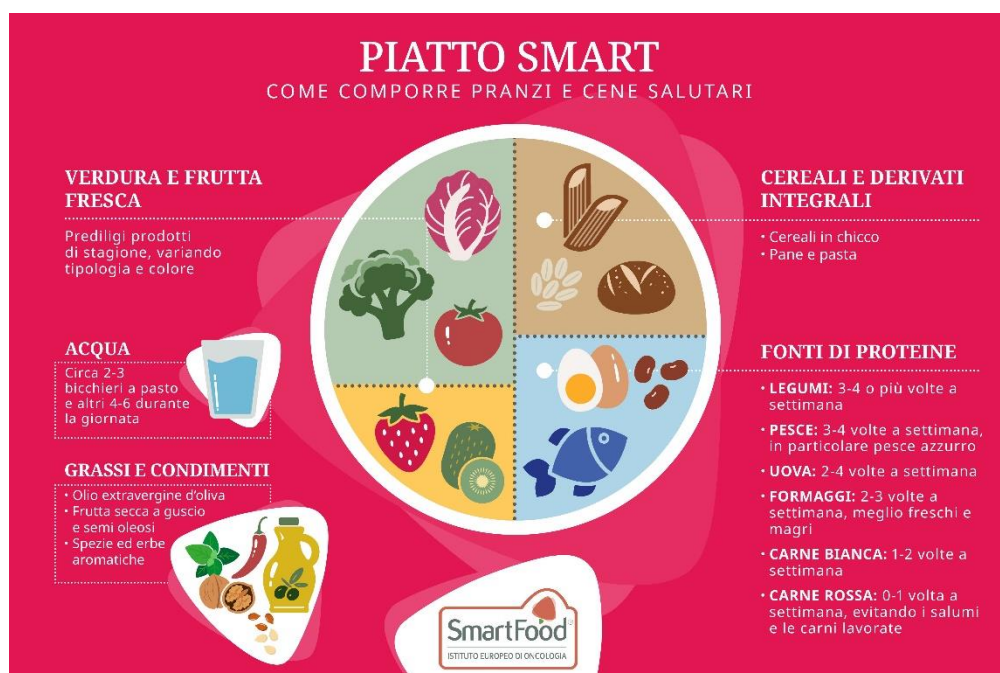 PIATTO SMART
COME COMPORRE PRANZI E CENE SALUTARI
VERDURA E FRUTTA
FRESCA
Prediligi prodotti
di stagione, variando
tipologia e colore
ACQUA
Circa 2-3
bicchieri a pasto
e altri 4-6 durante
la giornata
GRASSI E CONDIMENTI
• Olio extravergine d'oliva
• Frutta secca a guscio
e semi oleosi
• Spezie ed erbe
aromatiche
CEREALI E DERIVATI
INTEGRALI
• Cereali in chicco
• Pane e pasta
FONTI DI PROTEINE
• LEGUMI: 3-4 o più volte a
settimana
• PESCE: 3-4 volte a settimana,
in particolare pesce azzurro
• UOVA: 2-4 volte a settimana
• FORMAGGI: 2-3 volte a
settimana, meglio freschi e
magri
• CARNE BIANCA: 1-2 volte a
settimana
• CARNE ROSSA: 0-1 volta a
settimana, evitando i salumi
e le carni lavorate
SmartFood
ISTITUTO EUROPEO DI ONCOLOGIA